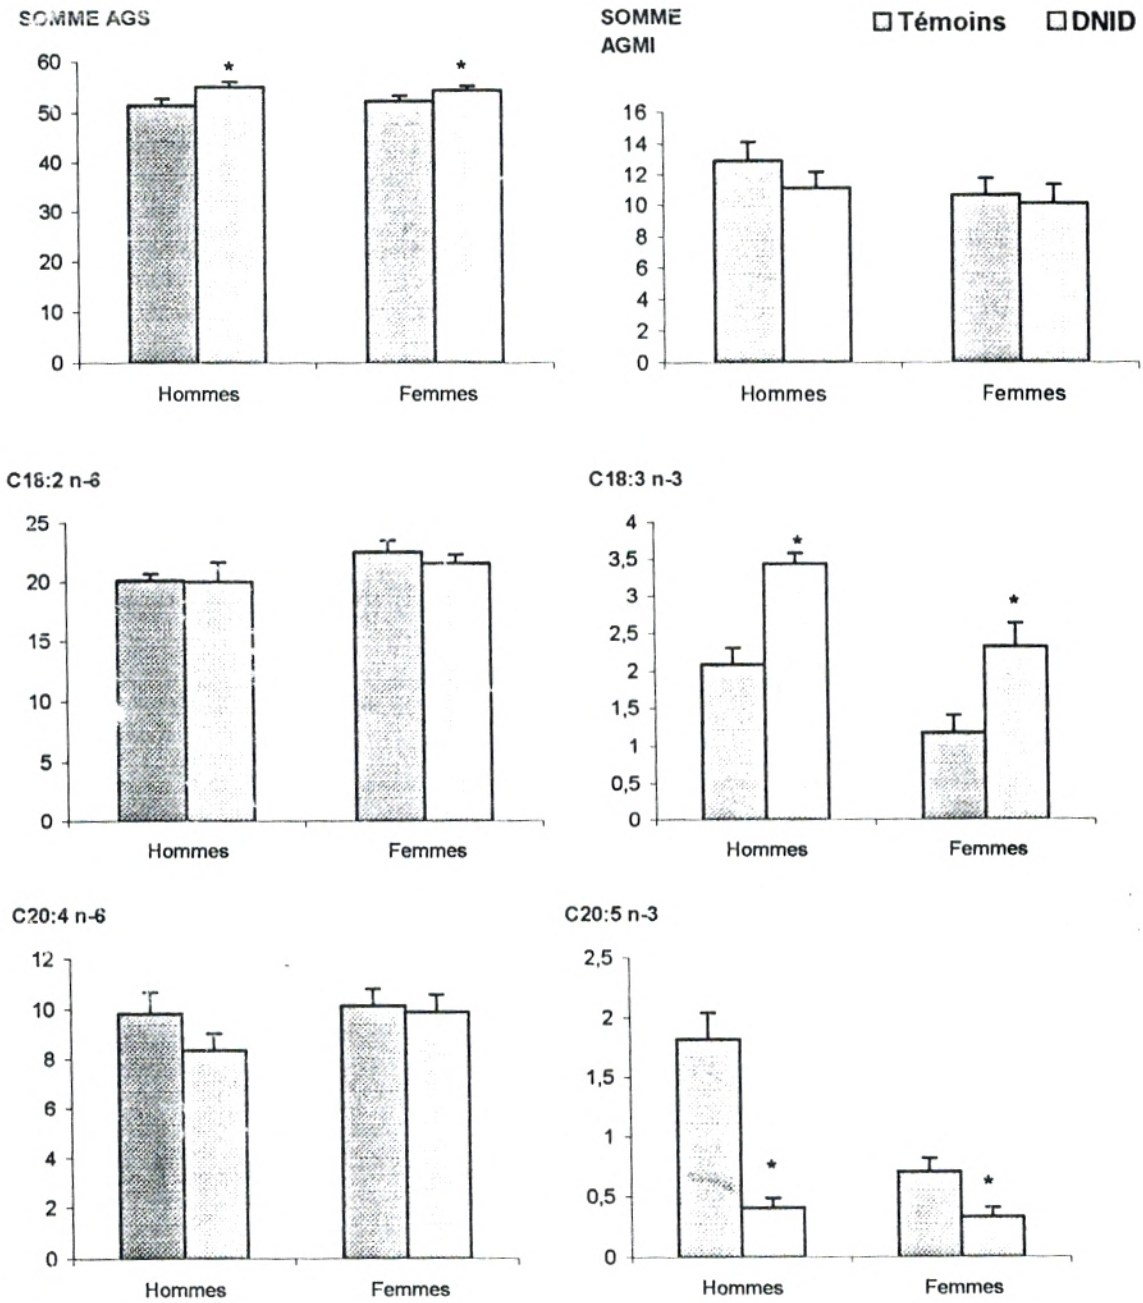 SOMME AGS
60
50
40
30
20
10
0
*
*
Hommes
Femmes
SOMME
AGMI
Témoins
DNID
16
14
12
10
8
6
4
2
0
Hommes
Femmes
C18:2 n-6
25
20
15
10
5
0
Hommes
Femmes
C18:3 n-3
4
3,5
3
2,5
2
1,5
1
0,5
0
*
*
Hommes
Femmes
C20:4 n-6
12
10
8
6
4
2
0
Hommes
Femmes
C20:5 n-3
2,5
2
1,5
1
0,5
0
*
*
Hommes
Femmes